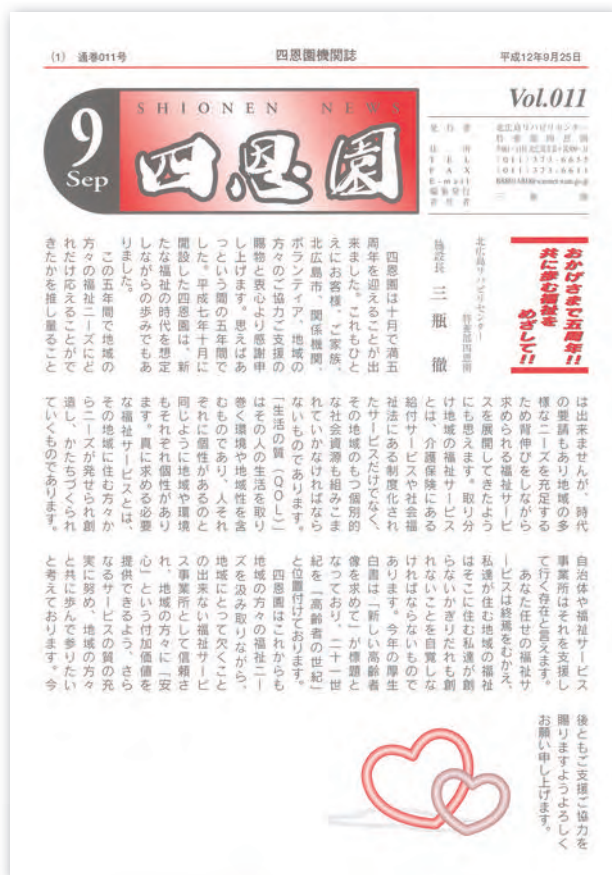 (1) 通巻011号
四恩園機関誌
平成12年9月25日
9
Sep
SHIONEN NEWS
四恩園
Vol.011
発行者
北広島リハビリセンター
特養部四恩園
住所
TEL
(011)373-6655
FAX
(011)373-6611
E-mail
編集発行
責任者
三瓶徹
おかげさまで五周年!!
共に歩む福祉を
めざして!!
北広島リハビリセンター
特養部四恩園
施設長 三瓶 徹
四恩園は十月で満五
周年を迎えることが出
来ました。これもひと
えにお客様、ご家族、
北広島市、関係機関、
ボランティア、地域の
方々のご協力ご支援の
賜物と衷心より感謝申
し上げます。思えばあ
っという間の五年間で
した。平成七年十月に
開設した四恩園は、新
たな福祉の時代を想定
しながらの歩みでもあ
りました。
この五年間で地域の
方々の福祉ニーズにど
れだけ応えることがで
きたかを推し量ること
は出来ませんが、時代
の要請もあり地域の多
様なニーズを充足する
ため背伸びをしながら
求められる福祉サービ
スを展開してきたよう
にも思えます。取り分
け地域の福祉サービス
とは、介護保険にある
給付サービスや社会福
祉法にある制度化され
たサービスだけでなく、
その地域のもつ個別的
な社会資源も組みこま
れていかなければなら
ないものであります。
「生活の質(QOL)」
はその人の生活を取り
巻く環境や地域性を含
むものであり、人それ
ぞれに個性があるのと
同じように地域や環境
もそれぞれ個性があり
ます。真に求める必要
な福祉サービスとは、
その地域に住む方々か
らニーズが発せられ創
造し、かたちづくられ
ていくものであります。
自治体や福祉サービス
事業所はそれを支援し
て行く存在と言えます。
あなた任せの福祉サ
ービスは終焉をむかえ、
私達が住む地域の福祉
はそこに住む私達が創
らないかぎりだれも創
れないことを自覚しな
ければならないもので
あります。今年の厚生
白書は「新しい高齢者
像を求めて」が標題と
なっており、二十一世
紀を「高齢者の世紀」
と位置付けております。
四恩園はこれからも
地域の方々の福祉ニー
ズを汲み取りながら、
地域にとって欠くこと
の出来ない福祉サービ
ス事業所として信頼さ
れ、地域の方々に「安
心」という付加価値を
提供できるよう、さら
なるサービスの質の充
実に努め、地域の方々
と共に歩んで参りたい
と考えております。今
後ともご支援ご協力を
賜りますようよろしく
お願い申し上げます。